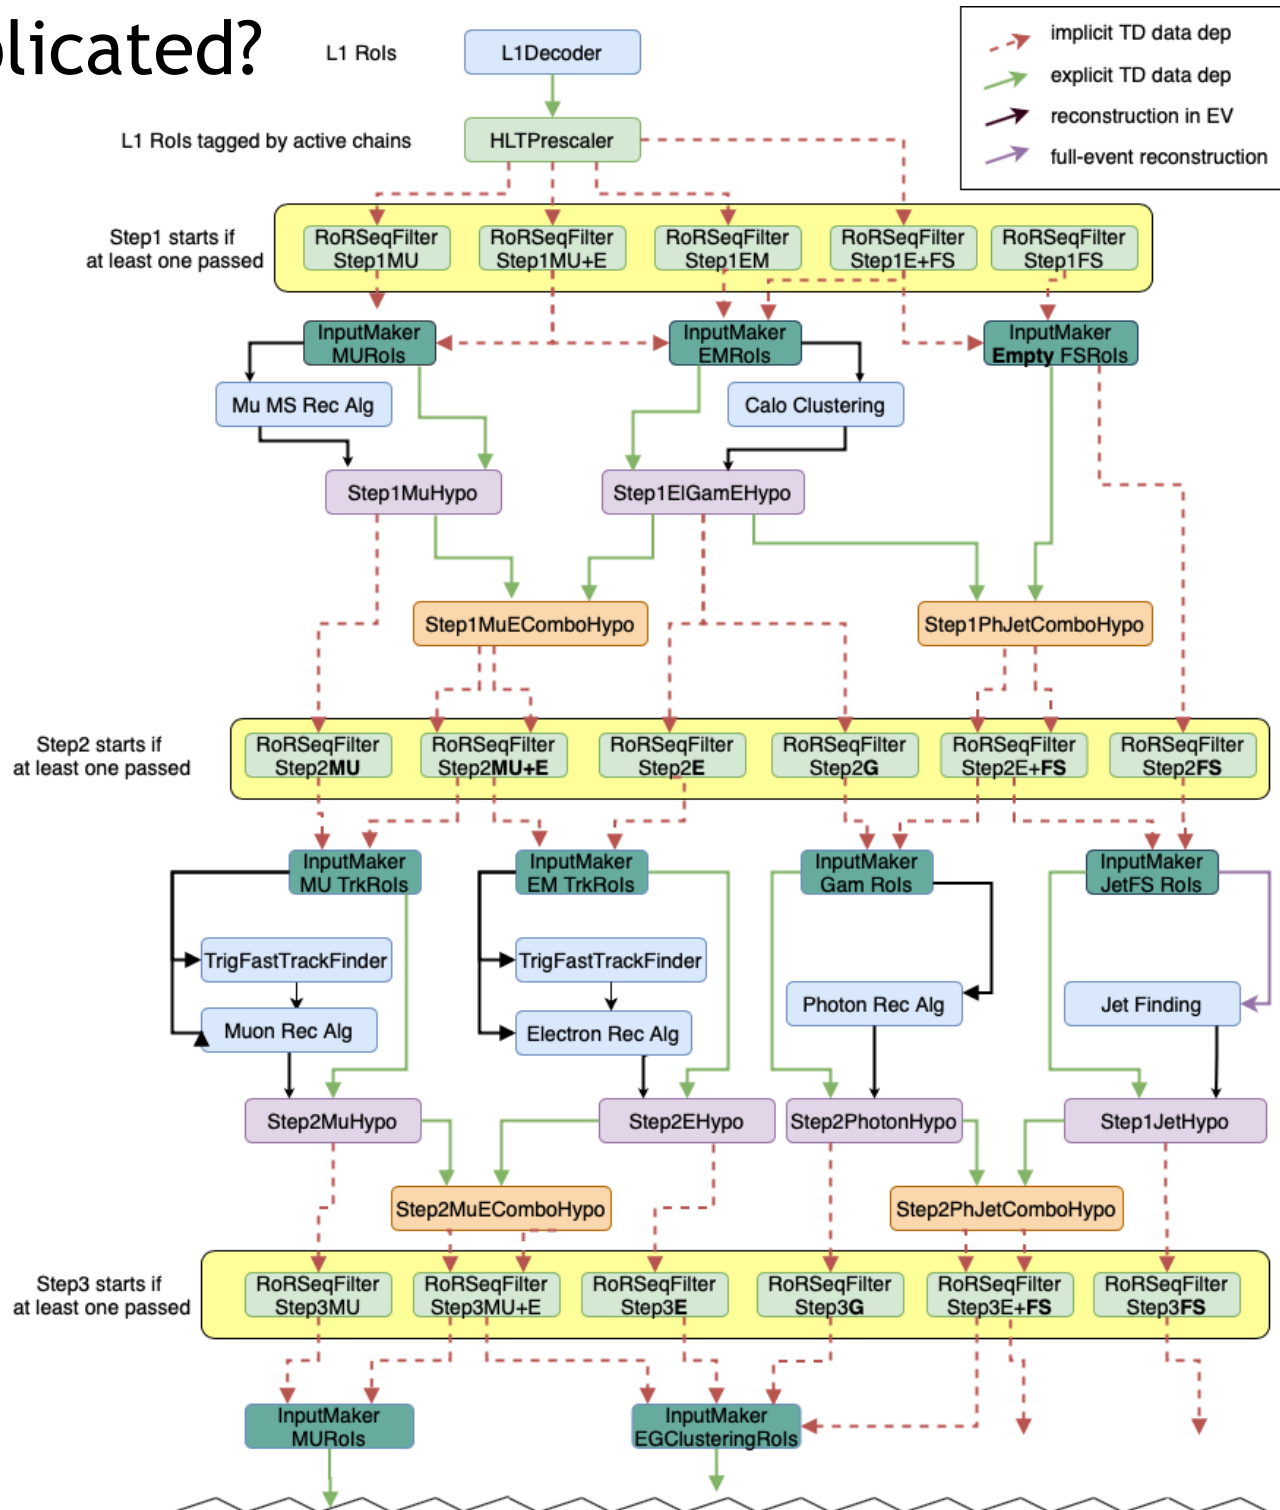 plicated?
L1 RoIs
L1Decoder
implicit TD data dep
explicit TD data dep
reconstruction in EV
full-event reconstruction
L1 RoIs tagged by active chains
HLTPrescaler
Step1 starts if
at least one passed
RoRSeqFilter
Step1MU
RoRSeqFilter
Step1MU+E
RoRSeqFilter
Step1EM
RoRSeqFilter
Step1E+FS
RoRSeqFilter
Step1FS
InputMaker
MURoIs
InputMaker
EMRoIs
InputMaker
Empty FSRoIs
Mu MS Rec Alg
Calo Clustering
Step1MuHypo
Step1ElGamEHypo
Step1MuEComboHypo
Step1PhJetComboHypo
Step2 starts if
at least one passed
RoRSeqFilter
Step2MU
RoRSeqFilter
Step2MU+E
RoRSeqFilter
Step2E
RoRSeqFilter
Step2G
RoRSeqFilter
Step2E+FS
RoRSeqFilter
Step2FS
InputMaker
MU TrkRoIs
InputMaker
EM TrkRoIs
InputMaker
Gam RoIs
InputMaker
JetFS RoIs
TrigFastTrackFinder
TrigFastTrackFinder
Photon Rec Alg
Jet Finding
Muon Rec Alg
Electron Rec Alg
Step2MuHypo
Step2EHypo
Step2PhotonHypo
Step1JetHypo
Step2MuEComboHypo
Step2PhJetComboHypo
Step3 starts if
at least one passed
RoRSeqFilter
Step3MU
RoRSeqFilter
Step3MU+E
RoRSeqFilter
Step3E
RoRSeqFilter
Step3G
RoRSeqFilter
Step3E+FS
RoRSeqFilter
Step3FS
InputMaker
MURoIs
InputMaker
EGClusteringRoIs